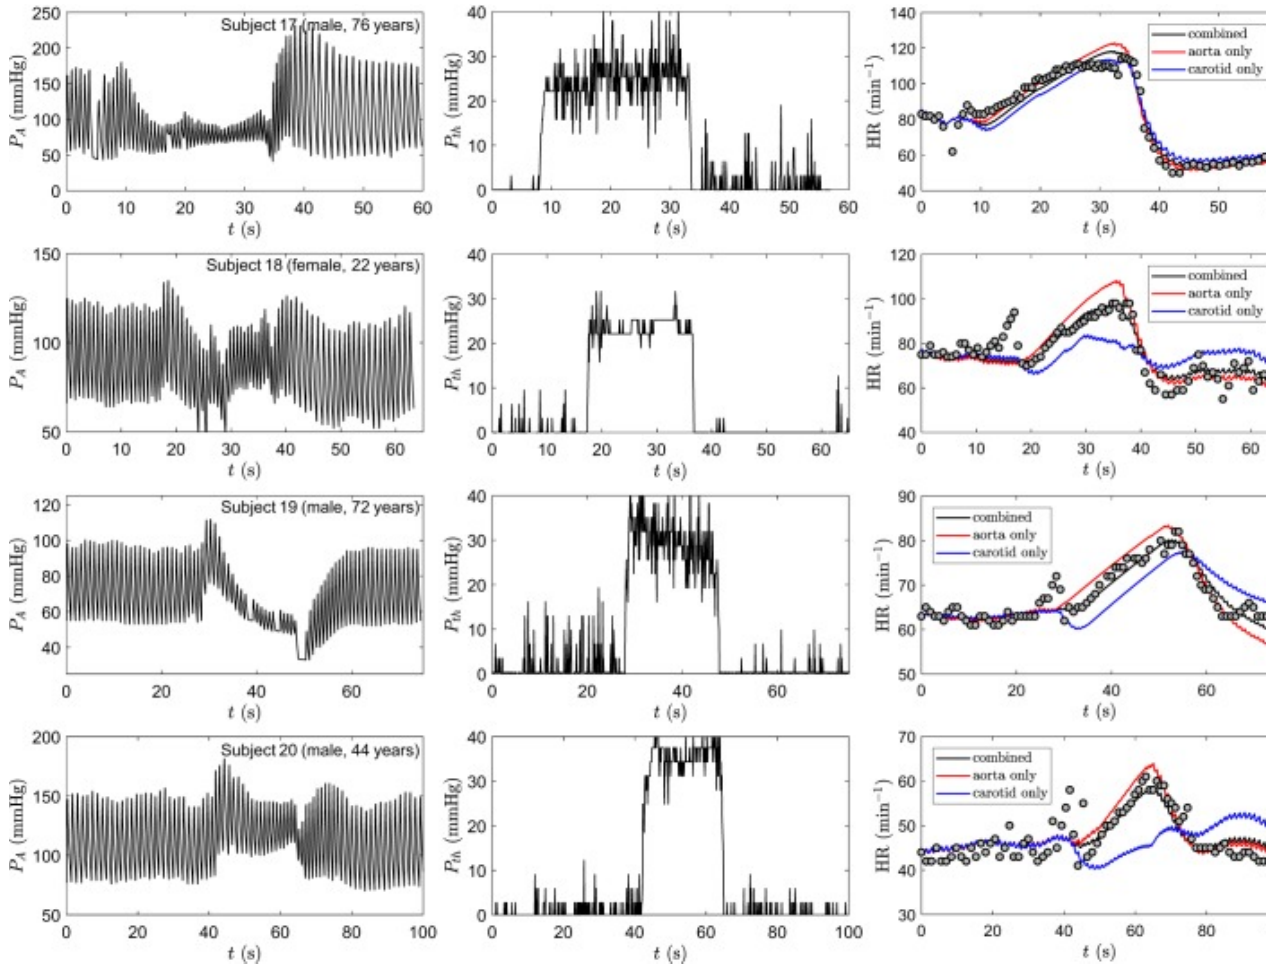 250
200
150
100
50
0
P_A (mmHg)
Subject 17 (male, 76 years)
0 10 20 30 40 50 60
t (s)
40
30
20
10
0
P_th (mmHg)
0 20 40 60
t (s)
140
120
100
80
60
40
HR (min⁻¹)
combined
aorta only
carotid only
0 10 20 30 40 50
t (s)
150
100
50
P_A (mmHg)
Subject 18 (female, 22 years)
0 10 20 30 40 50 60
t (s)
40
30
20
10
0
P_th (mmHg)
0 20 40 60
t (s)
120
100
80
60
40
HR (min⁻¹)
combined
aorta only
carotid only
0 10 20 30 40 50 60
t (s)
120
100
80
60
40
P_A (mmHg)
Subject 19 (male, 72 years)
0 20 40 60
t (s)
40
30
20
10
0
P_th (mmHg)
0 20 40 60
t (s)
90
80
70
60
50
HR (min⁻¹)
combined
aorta only
carotid only
0 20 40 60
t (s)
200
150
100
50
P_A (mmHg)
Subject 20 (male, 44 years)
0 20 40 60 80 100
t (s)
40
30
20
10
0
P_th (mmHg)
0 20 40 60 80 100
t (s)
70
60
50
40
30
HR (min⁻¹)
combined
aorta only
carotid only
0 20 40 60 80
t (s)